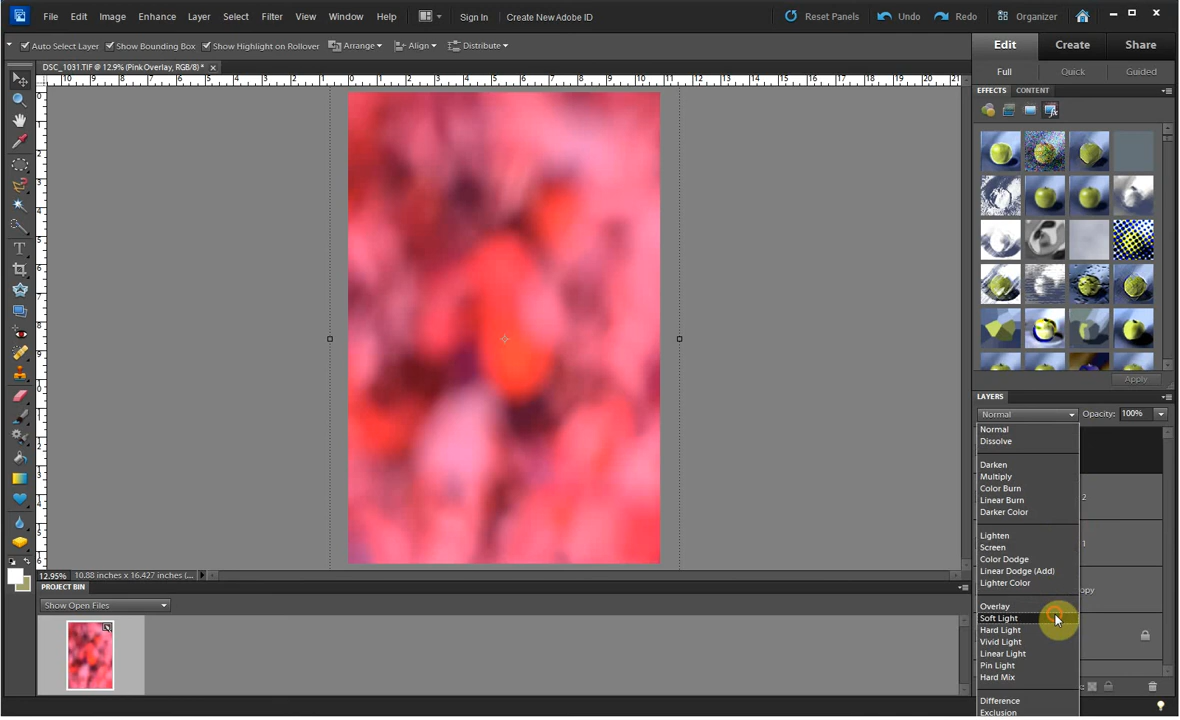 File Edit Image Enhance Layer Select Filter View Window Help Sign In Create New Adobe ID Reset Panels Undo Redo Organizer
Auto Select Layer Show Bounding Box Show Highlight on Rollover Arrange Align Distribute
Edit Create Share
DSC_1031.TIF @ 12.9% (PinkOverlay, RGB/8) * ×
Full Quick Guided
EFFECTS CONTENT
Apply
LAYERS
Normal Opacity: 100%
Normal
Dissolve
Darken
Multiply
Color Burn
Linear Burn
Darker Color
Lighten
Screen
Color Dodge
Linear Dodge (Add)
Lighter Color
Overlay
Soft Light
Hard Light
Vivid Light
Linear Light
Pin Light
Hard Mix
Difference
Exclusion
2
1
opy
12.95% 10.88 inches x 16.427 inches (...
PROJECT BIN
Show Open Files